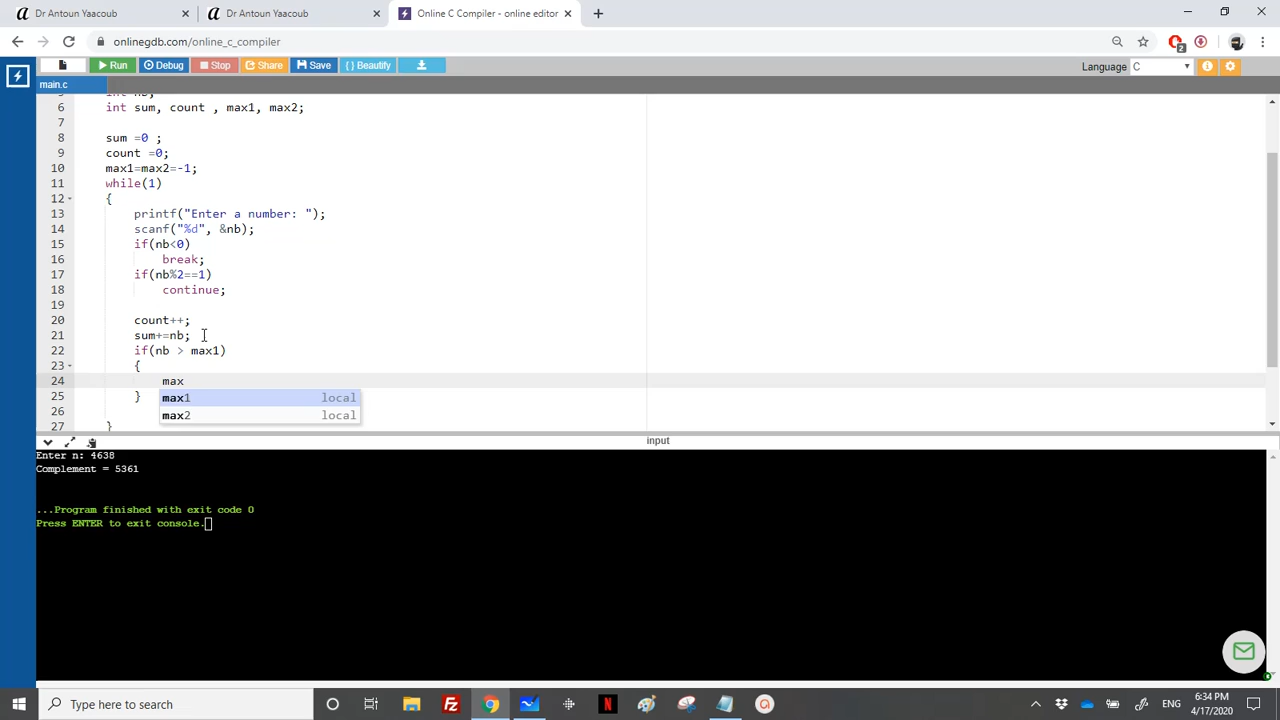 Dr Antoun Yaacoub
Dr Antoun Yaacoub
Online C Compiler - online editor
onlinegdb.com/online_c_compiler
2
Run
Debug
Stop
Share
Save
{ } Beautify
Language C
main.c
6 int sum, count , max1, max2;
7
8 sum =0 ;
9 count =0;
10 max1=max2=-1;
11 while(1)
12 {
13 printf("Enter a number: ");
14 scanf("%d", &nb);
15 if(nb<0)
16 break;
17 if(nb%2==1)
18 continue;
19
20 count++;
21 sum+=nb;
22 if(nb > max1)
23 {
24 max
max1 local
25 }
max2 local
26
27 }
input
Enter n: 4638
Complement = 5361
...Program finished with exit code 0
Press ENTER to exit console.
Type here to search
ENG
6:34 PM
4/17/2020